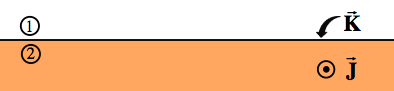 ① K⃗
② J⃗